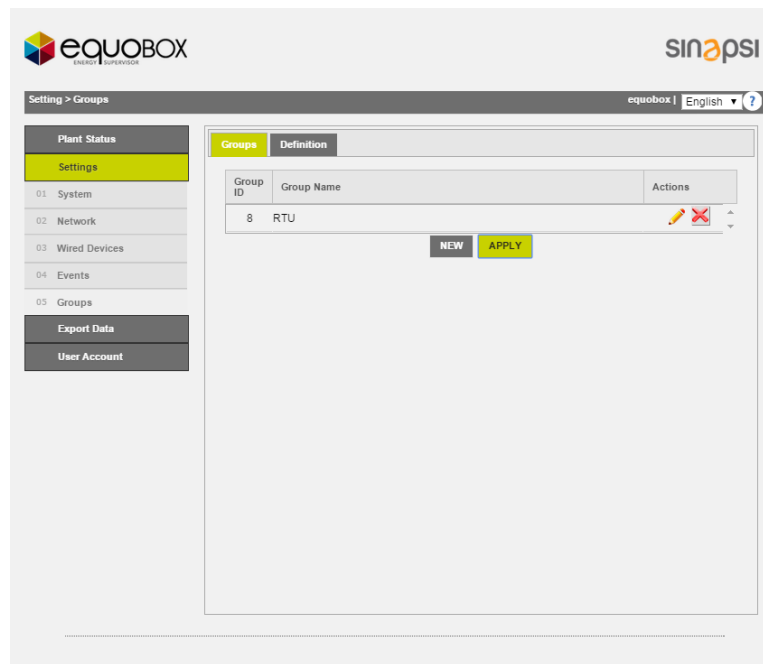 equoBOX
ENERGY SUPERVISOR
sinapsi
Setting > Groups
equobox | English ?
Plant Status
Settings
01 System
02 Network
03 Wired Devices
04 Events
05 Groups
Export Data
User Account
Groups Definition
Group ID Group Name Actions
8 RTU
NEW APPLY